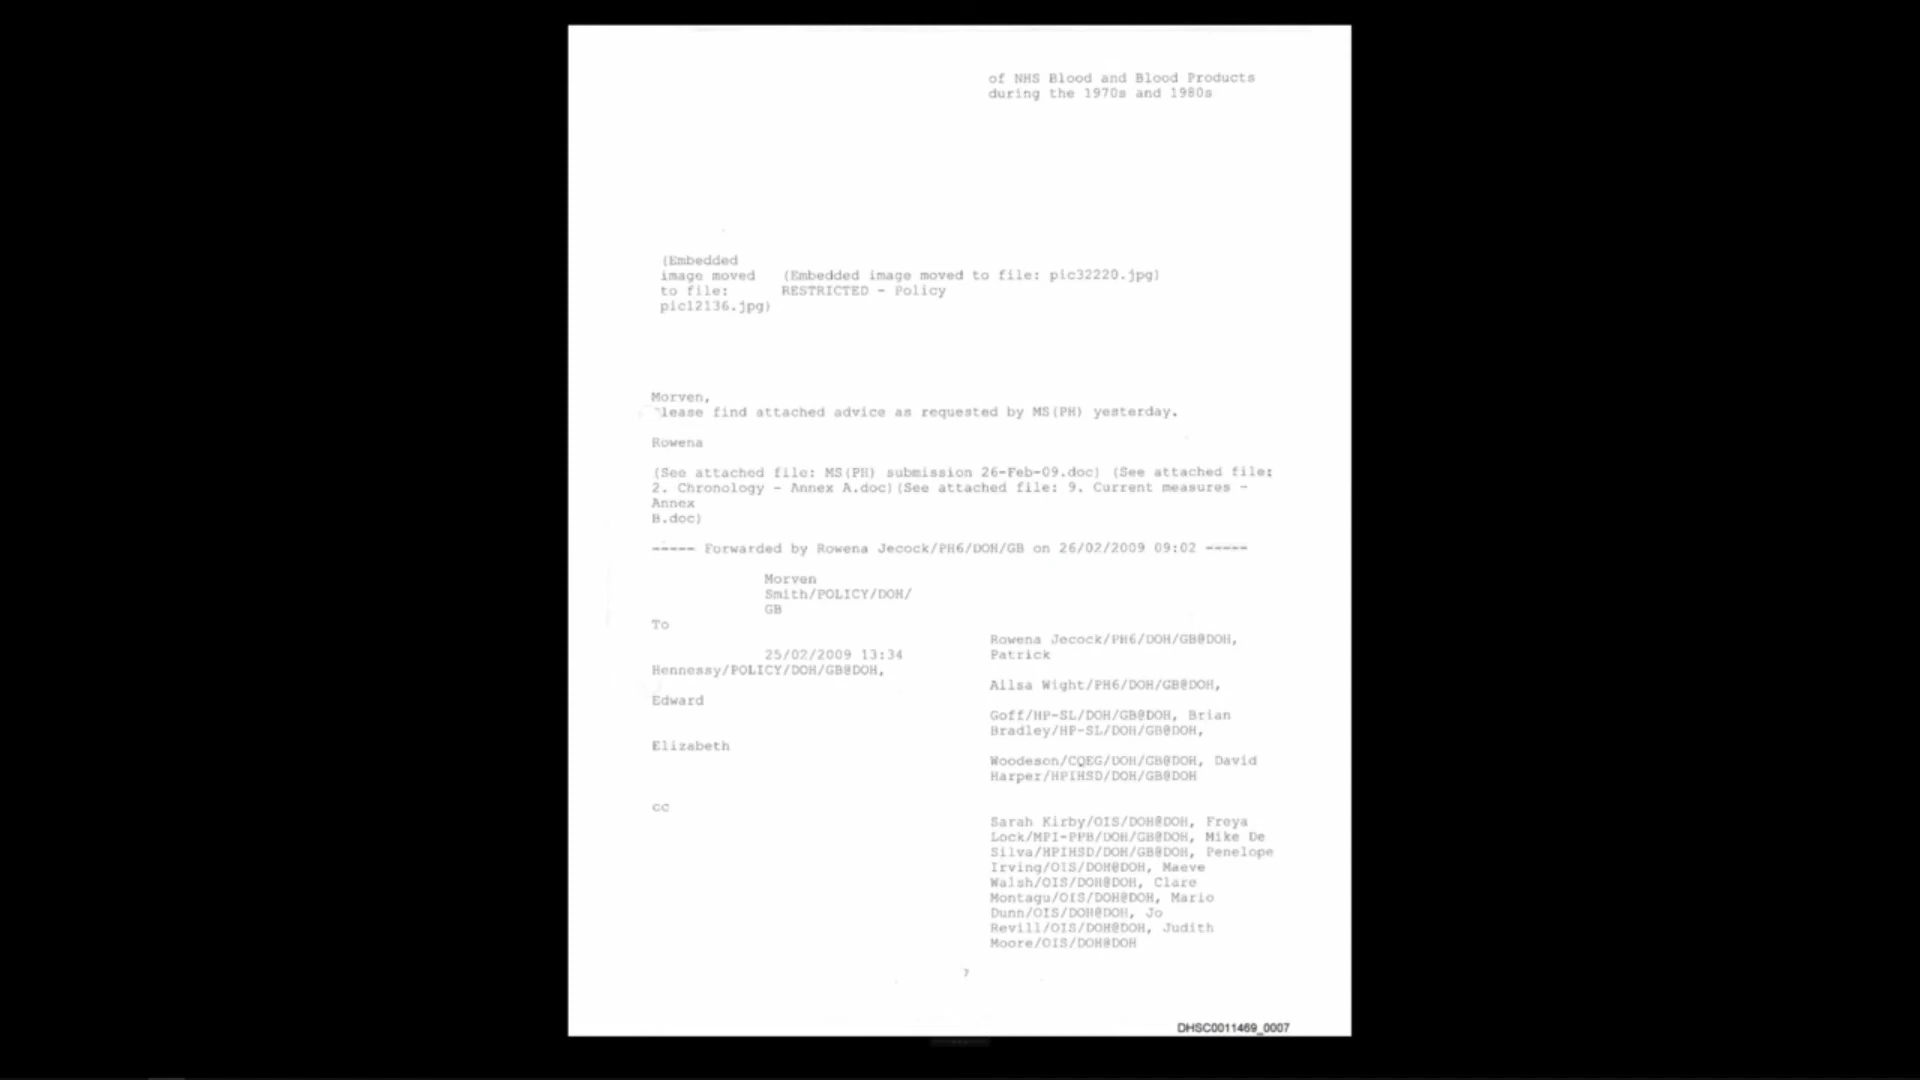 of NHS Blood and Blood Products
during the 1970s and 1980s
(Embedded
image moved (Embedded image moved to file: pic32220.jpg)
to file: RESTRICTED - Policy
pic12136.jpg)
Morven,
lease find attached advice as requested by MS(PH) yesterday.
Rowena
(See attached file: MS(PH) submission 26-Feb-09.doc) (See attached file:
2. Chronology - Annex A.doc)(See attached file: 9. Current measures -
Annex
B.doc)
----- Forwarded by Rowena Jecock/PH6/DOH/GB on 26/02/2009 09:02 -----
Morven
Smith/POLICY/DOH/
GB
To
Rowena Jecock/PH6/DOH/GB@DOH,
25/02/2009 13:34 Patrick
Hennessy/POLICY/DOH/GB@DOH,
Ailsa Wight/PH6/DOH/GB@DOH,
Edward
Goff/HP-SL/DOH/GB@DOH, Brian
Bradley/HP-SL/DOH/GB@DOH,
Elizabeth
Woodeson/CQEG/DOH/GB@DOH, David
Harper/HPIHSD/DOH/GB@DOH
cc
Sarah Kirby/OIS/DOH@DOH, Freya
Lock/MPI-PPB/DOH/GB@DOH, Mike De
Silva/HPIHSD/DOH/GB@DOH, Penelope
Irving/OIS/DOH@DOH, Maeve
Walsh/OIS/DOH@DOH, Clare
Montagu/OIS/DOH@DOH, Mario
Dunn/OIS/DOH@DOH, Jo
Revill/OIS/DOH@DOH, Judith
Moore/OIS/DOH@DOH
7
DHSC0011469_0007